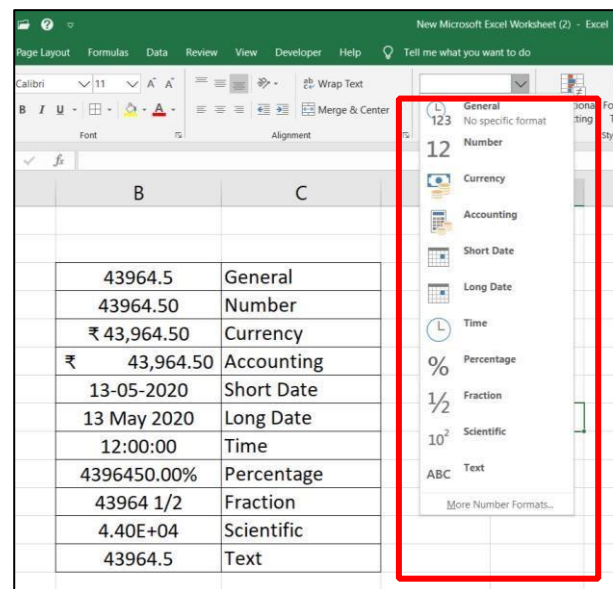 New Microsoft Excel Worksheet (2) - Excel
Page Layout Formulas Data Review View Developer Help Tell me what you want to do
Calibri 11 A A Wrap Text
B I U A Merge & Center
Font Alignment
fx
General
123 No specific format
12 Number
Currency
Accounting
Short Date
Long Date
Time
% Percentage
1/2 Fraction
10² Scientific
ABC Text
More Number Formats...
B C
43964.5 General
43964.50 Number
₹ 43,964.50 Currency
₹ 43,964.50 Accounting
13-05-2020 Short Date
13 May 2020 Long Date
12:00:00 Time
4396450.00% Percentage
43964 1/2 Fraction
4.40E+04 Scientific
43964.5 Text